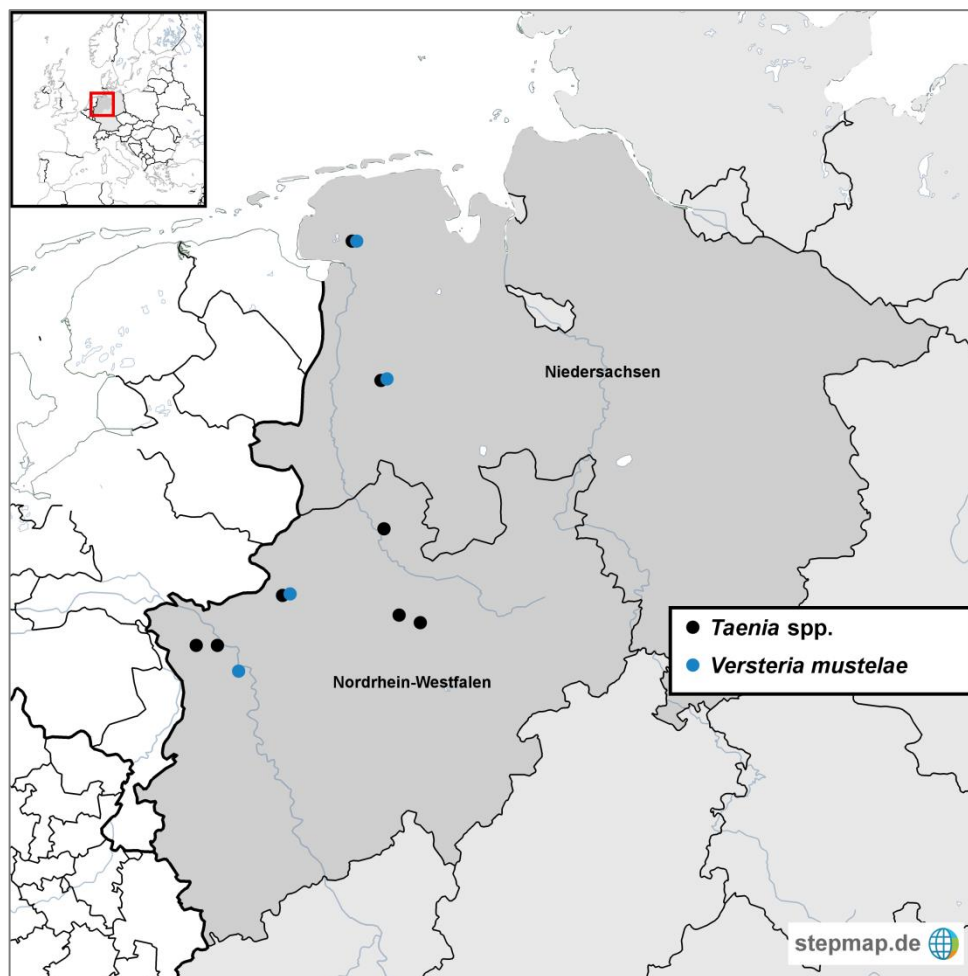 Niedersachsen
Taenia spp.
Versteria mustelae
Nordrhein-Westfalen
stepmap.de